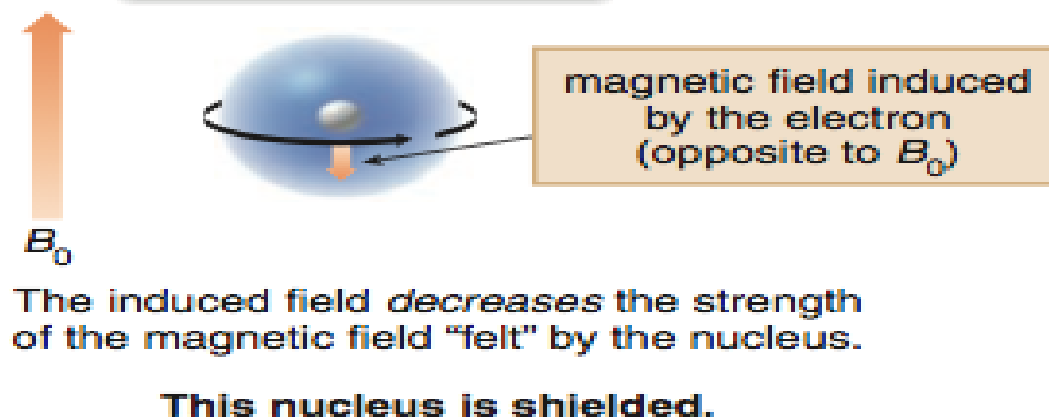 magnetic field induced
by the electron
(opposite to B₀)
B₀
The induced field decreases the strength
of the magnetic field “felt” by the nucleus.
This nucleus is shielded.